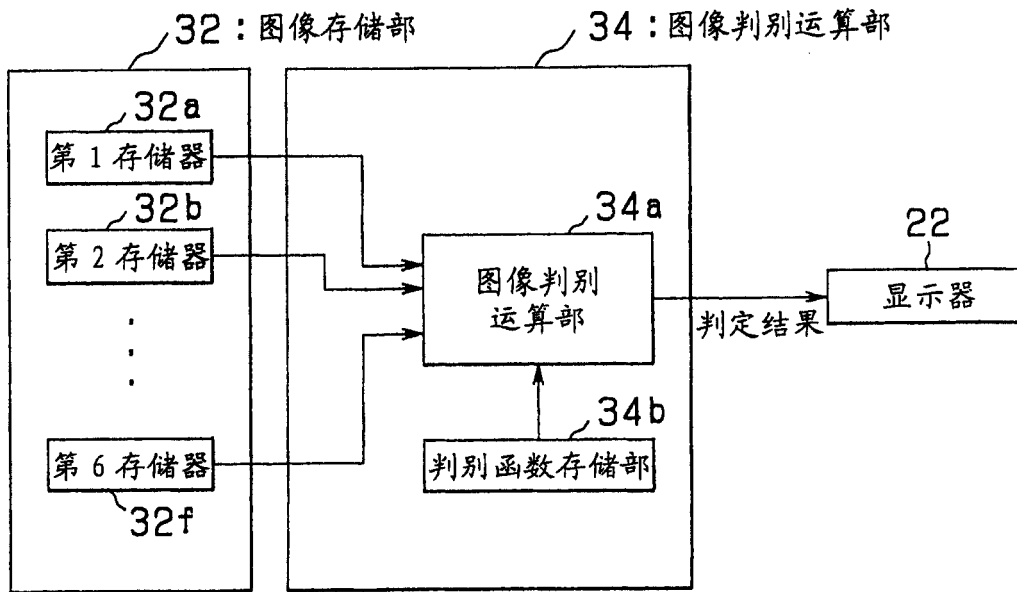 32：图像存储部
34：图像判别运算部
32a
第1存储器
32b
第2存储器
第6存储器
32f
34a
图像判别
运算部
34b
判别函数存储部
判定结果
22
显示器